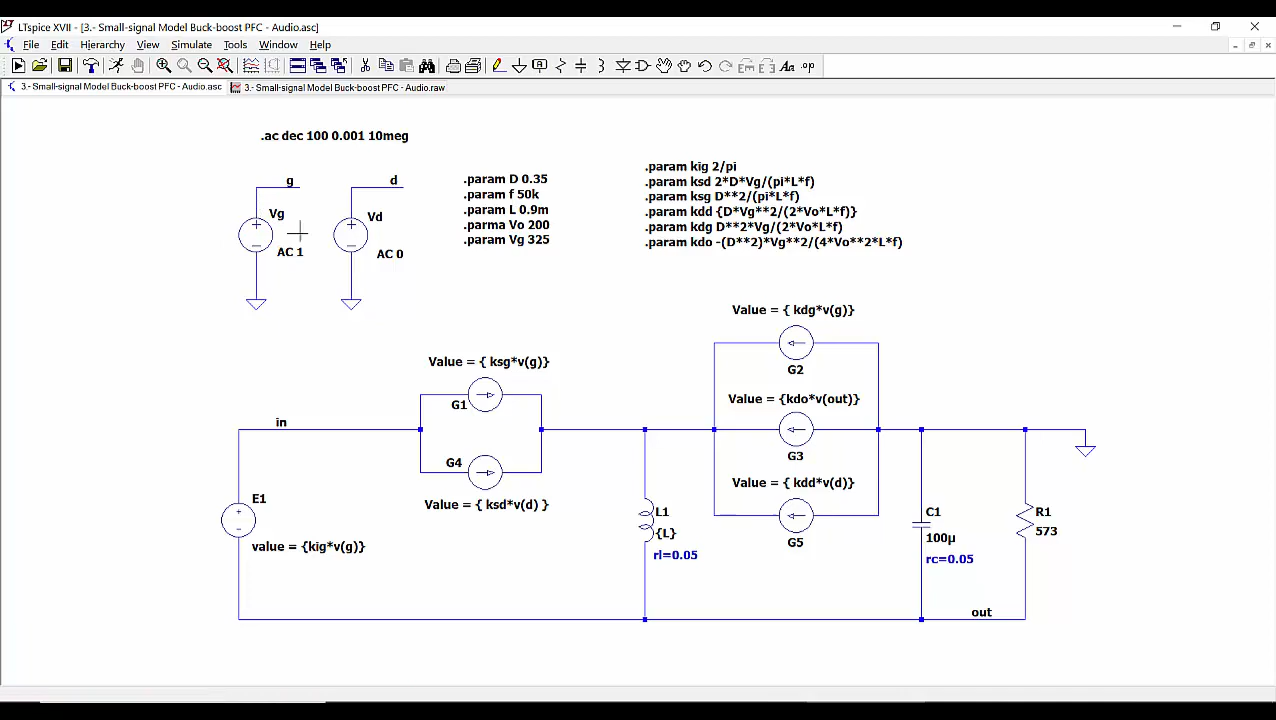 LTspice XVII - [3.- Small-signal Model Buck-boost PFC - Audio.asc]
File Edit Hierarchy View Simulate Tools Window Help
Aa .op
3.- Small-signal Model Buck-boost PFC - Audio.asc 3.- Small-signal Model Buck-boost PFC - Audio.raw
.ac dec 100 0.001 10meg
g
d
Vg
AC 1
Vd
AC 0
.param D 0.35
.param f 50k
.param L 0.9m
.parma Vo 200
.param Vg 325
.param kig 2/pi
.param ksd 2*D*Vg/(pi*L*f)
.param ksg D**2/(pi*L*f)
.param kdd {D*Vg**2/(2*Vo*L*f)}
.param kdg D**2*Vg/(2*Vo*L*f)
.param kdo -(D**2)*Vg**2/(4*Vo**2*L*f)
Value = { kdg*v(g)}
G2
Value = { ksg*v(g)}
G1
Value = {kdo*v(out)}
G3
in
G4
Value = { ksd*v(d) }
Value = { kdd*v(d)}
G5
E1
value = {kig*v(g)}
L1
{L}
rl=0.05
C1
100µ
rc=0.05
R1
573
out